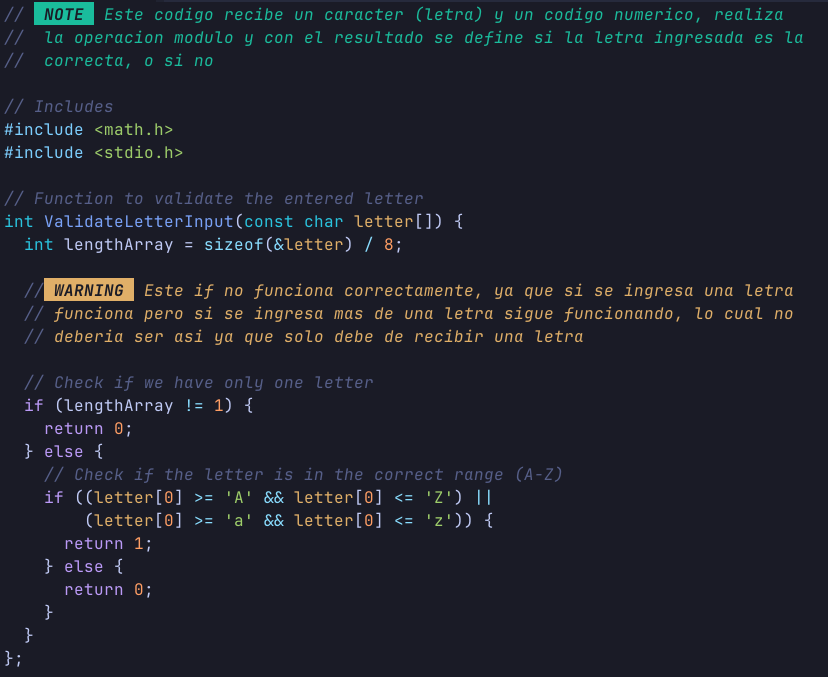 // NOTE Este codigo recibe un caracter (letra) y un codigo numerico, realiza
// la operacion modulo y con el resultado se define si la letra ingresada es la
// correcta, o si no
// Includes
#include <math.h>
#include <stdio.h>
// Function to validate the entered letter
int ValidateLetterInput(const char letter[]) {
int lengthArray = sizeof(&letter) / 8;
// WARNING Este if no funciona correctamente, ya que si se ingresa una letra
// funciona pero si se ingresa mas de una letra sigue funcionando, lo cual no
// deberia ser asi ya que solo debe de recibir una letra
// Check if we have only one letter
if (lengthArray != 1) {
return 0;
} else {
// Check if the letter is in the correct range (A-Z)
if ((letter[0] >= 'A' && letter[0] <= 'Z') ||
(letter[0] >= 'a' && letter[0] <= 'z')) {
return 1;
} else {
return 0;
}
}
};